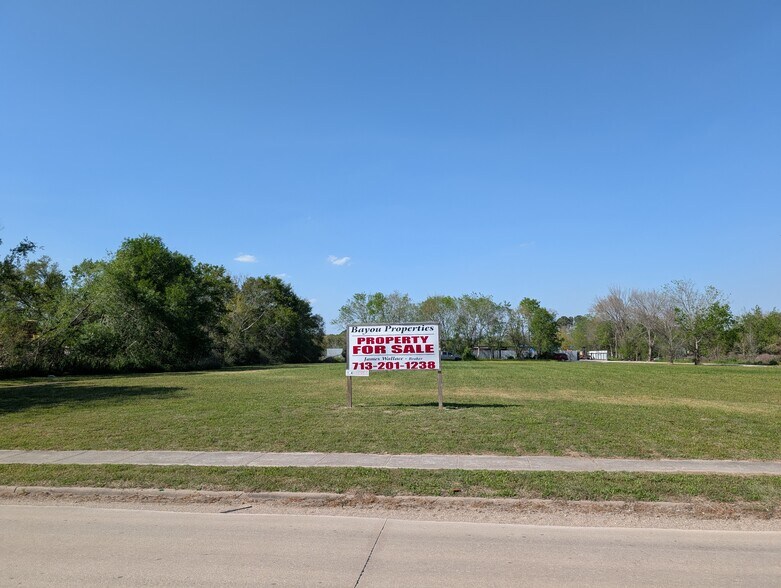 Bayou Properties
PROPERTY
FOR SALE
James Wallace - Broker
713-201-1238